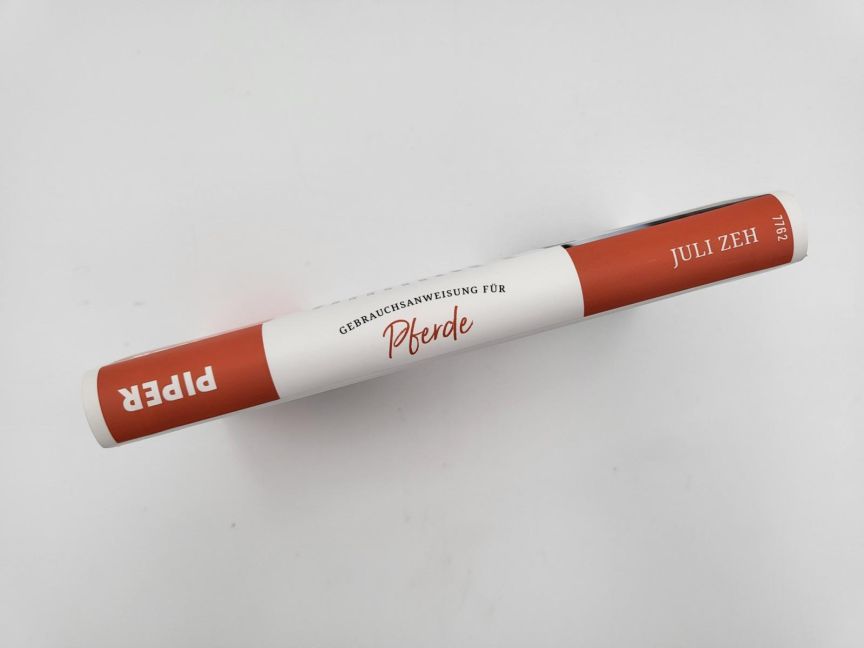 PIPER
GEBRAUCHSANWEISUNG FÜR
Pferde
JULI ZEH
7762